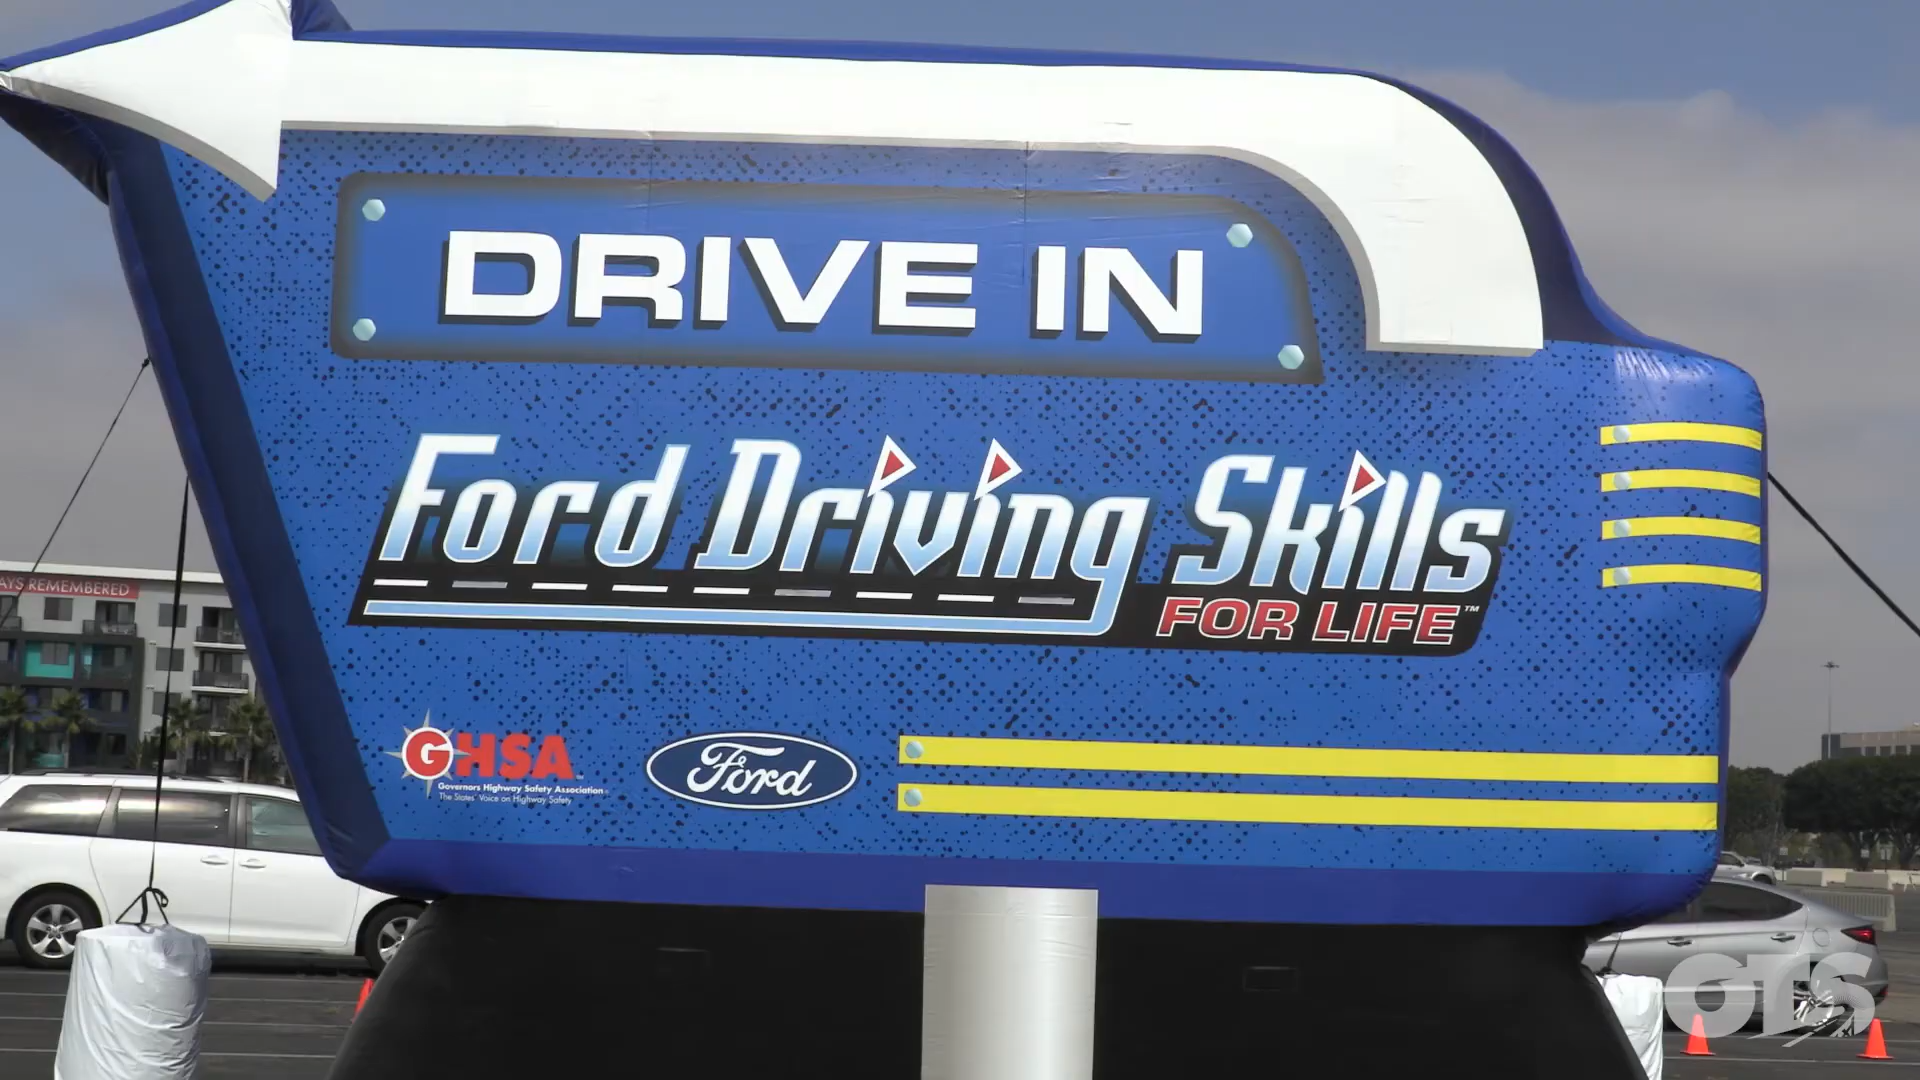 DRIVE IN
Ford Driving Skills
FOR LIFE™
AYS REMEMBERED
GHSA™
Governors Highway Safety Association®
The States' Voice on Highway Safety
Ford
OTS